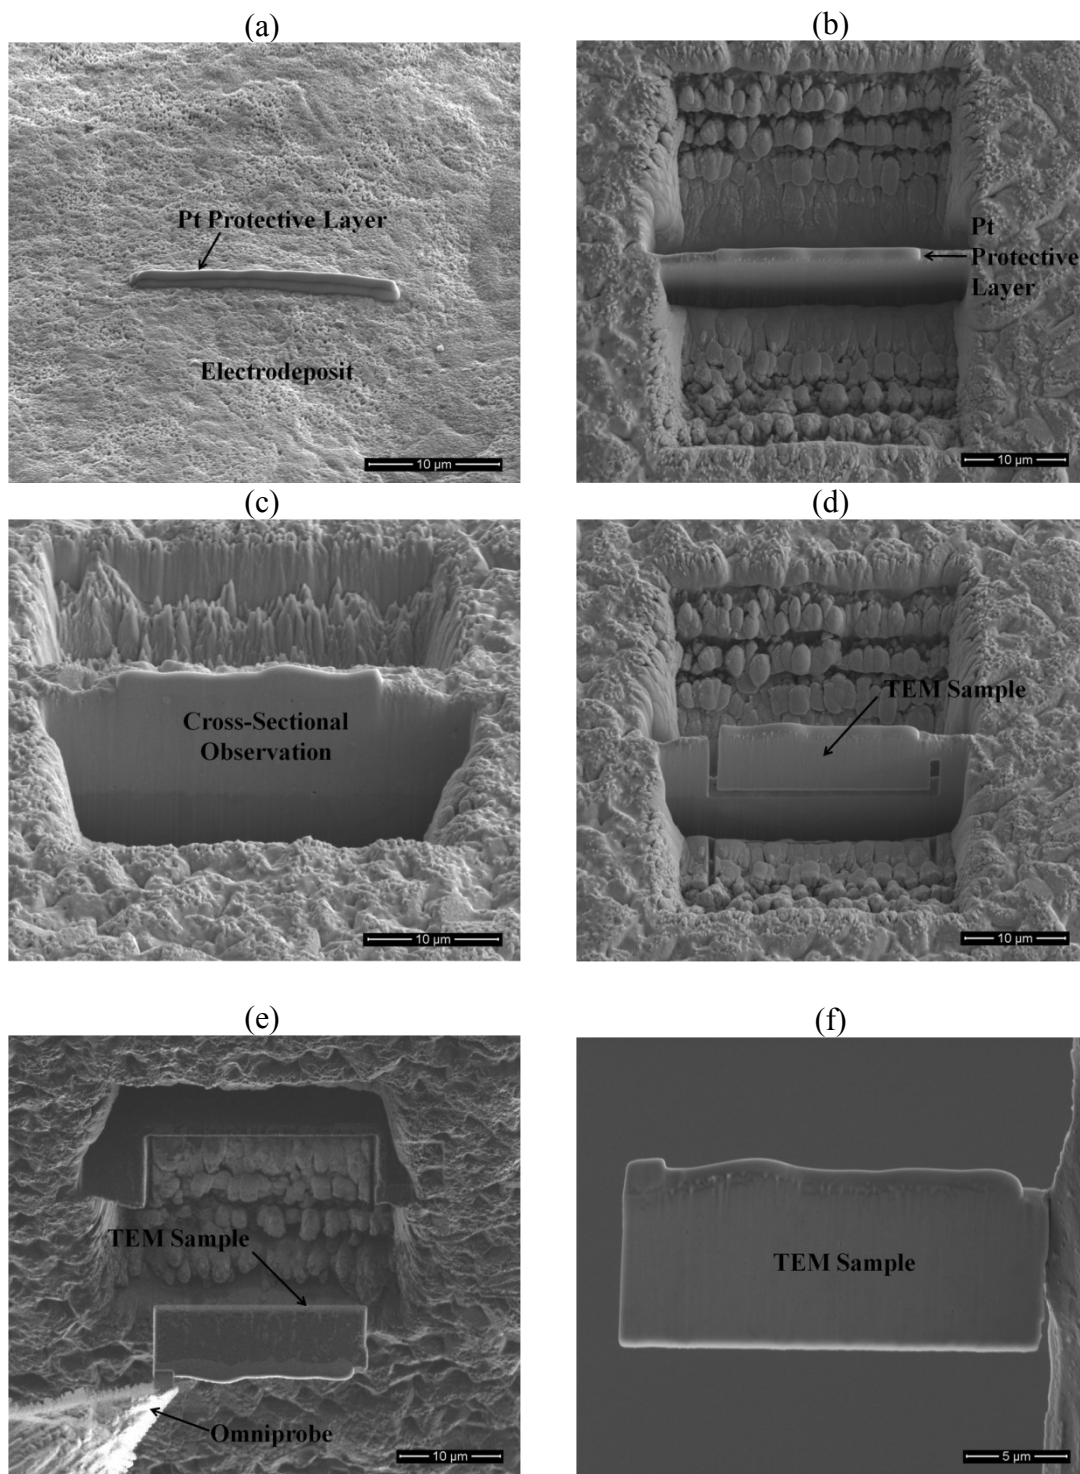 (a)
Pt Protective Layer
Electrodeposit
10 µm
(b)
Pt
Protective
Layer
10 µm
(c)
Cross-Sectional
Observation
10 µm
(d)
TEM Sample
10 µm
(e)
TEM Sample
Omniprobe
10 µm
(f)
TEM Sample
5 µm